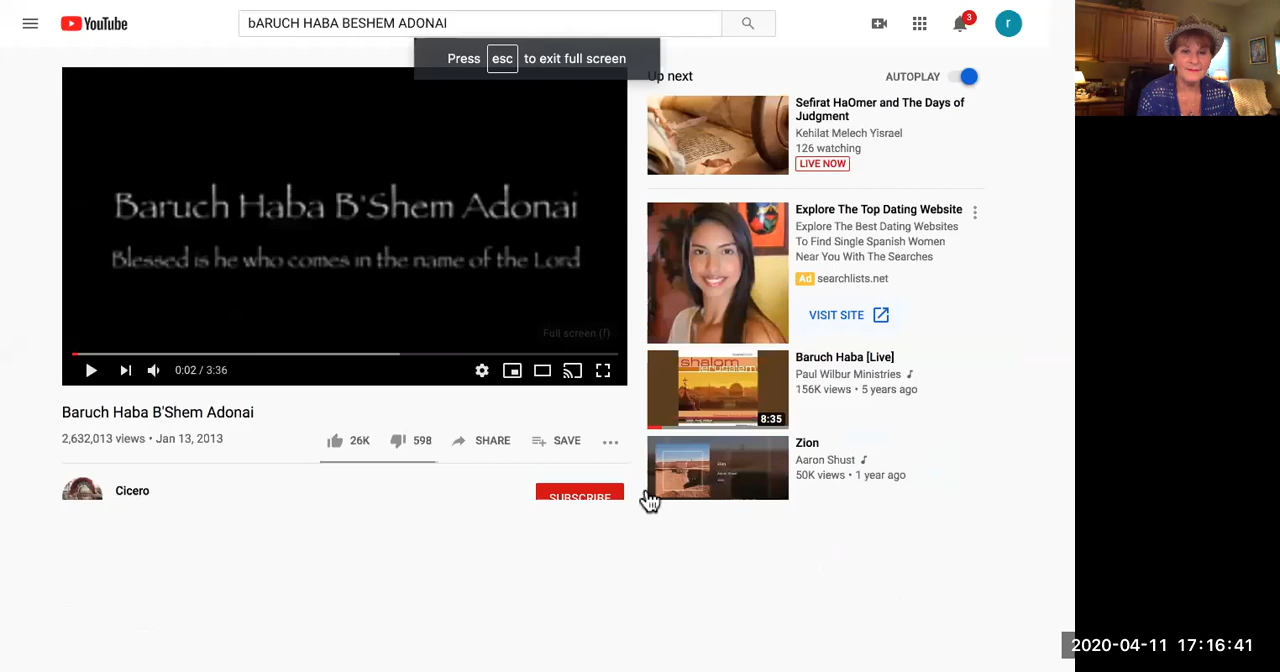 YouTube
bARUCH HABA BESHEM ADONAI
3
r
Press esc to exit full screen
Up next
AUTOPLAY
Baruch Haba B'Shem Adonai
Blessed is he who comes in the name of the Lord
Full screen (f)
0:02 / 3:36
Baruch Haba B'Shem Adonai
2,632,013 views • Jan 13, 2013
26K
598
SHARE
SAVE
Cicero
SUBSCRIBE
Sefirat HaOmer and The Days of
Judgment
Kehilat Melech Yisrael
126 watching
LIVE NOW
Explore The Top Dating Website
Explore The Best Dating Websites
To Find Single Spanish Women
Near You With The Searches
Ad searchlists.net
VISIT SITE
shalom
jerusalem
8:35
Baruch Haba [Live]
Paul Wilbur Ministries
156K views • 5 years ago
Zion
Aaron Shust
50K views • 1 year ago
2020-04-11 17:16:41